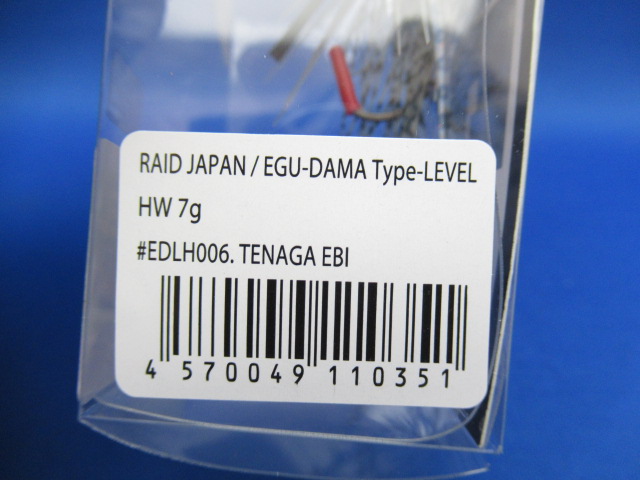 RAID JAPAN / EGU-DAMA Type-LEVEL
HW 7g
#EDLH006. TENAGA EBI
4 570049 110351